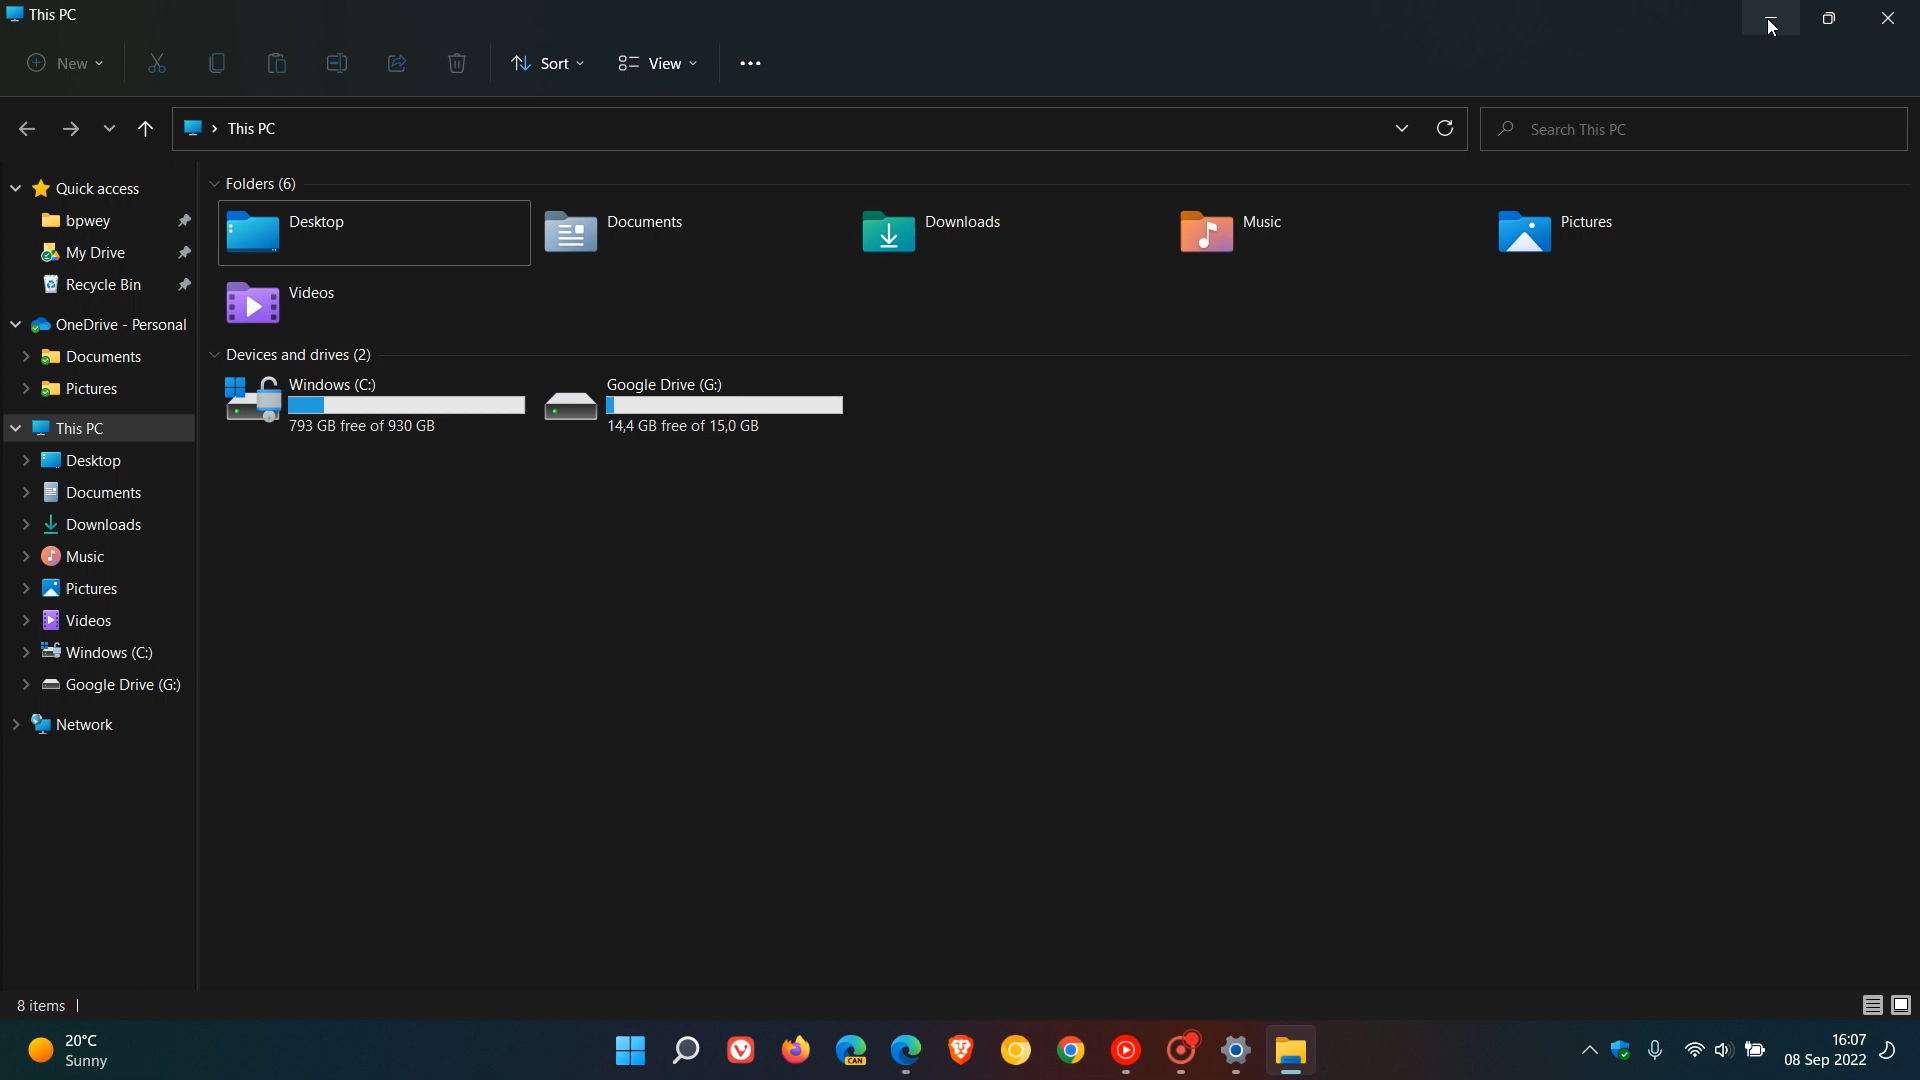 This PC
New
Sort
View
This PC
Search This PC
Quick access
bpwey
My Drive
Recycle Bin
OneDrive - Personal
Documents
Pictures
This PC
Desktop
Documents
Downloads
Music
Pictures
Videos
Windows (C:)
Google Drive (G:)
Network
Folders (6)
Desktop
Documents
Downloads
Music
Pictures
Videos
Devices and drives (2)
Windows (C:)
793 GB free of 930 GB
Google Drive (G:)
14,4 GB free of 15,0 GB
8 items
20°C
Sunny
CAN
16:07
08 Sep 2022